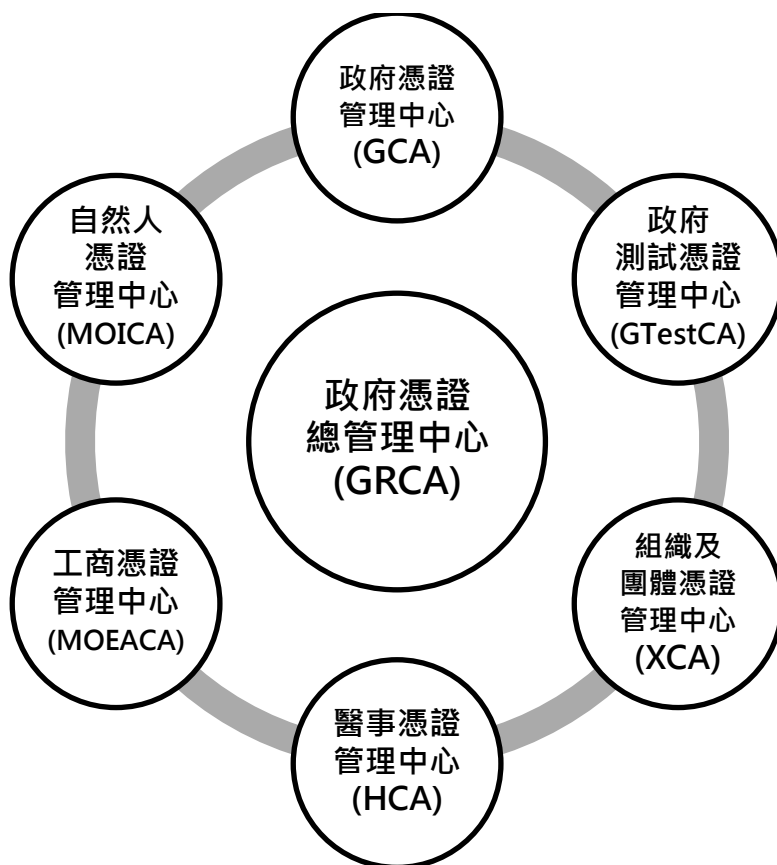 政府憑證
管理中心
(GCA)
政府
測試憑證
管理中心
(GTestCA)
組織及
團體憑證
管理中心
(XCA)
醫事憑證
管理中心
(HCA)
工商憑證
管理中心
(MOEACA)
自然人
憑證
管理中心
(MOICA)
政府憑證
總管理中心
(GRCA)